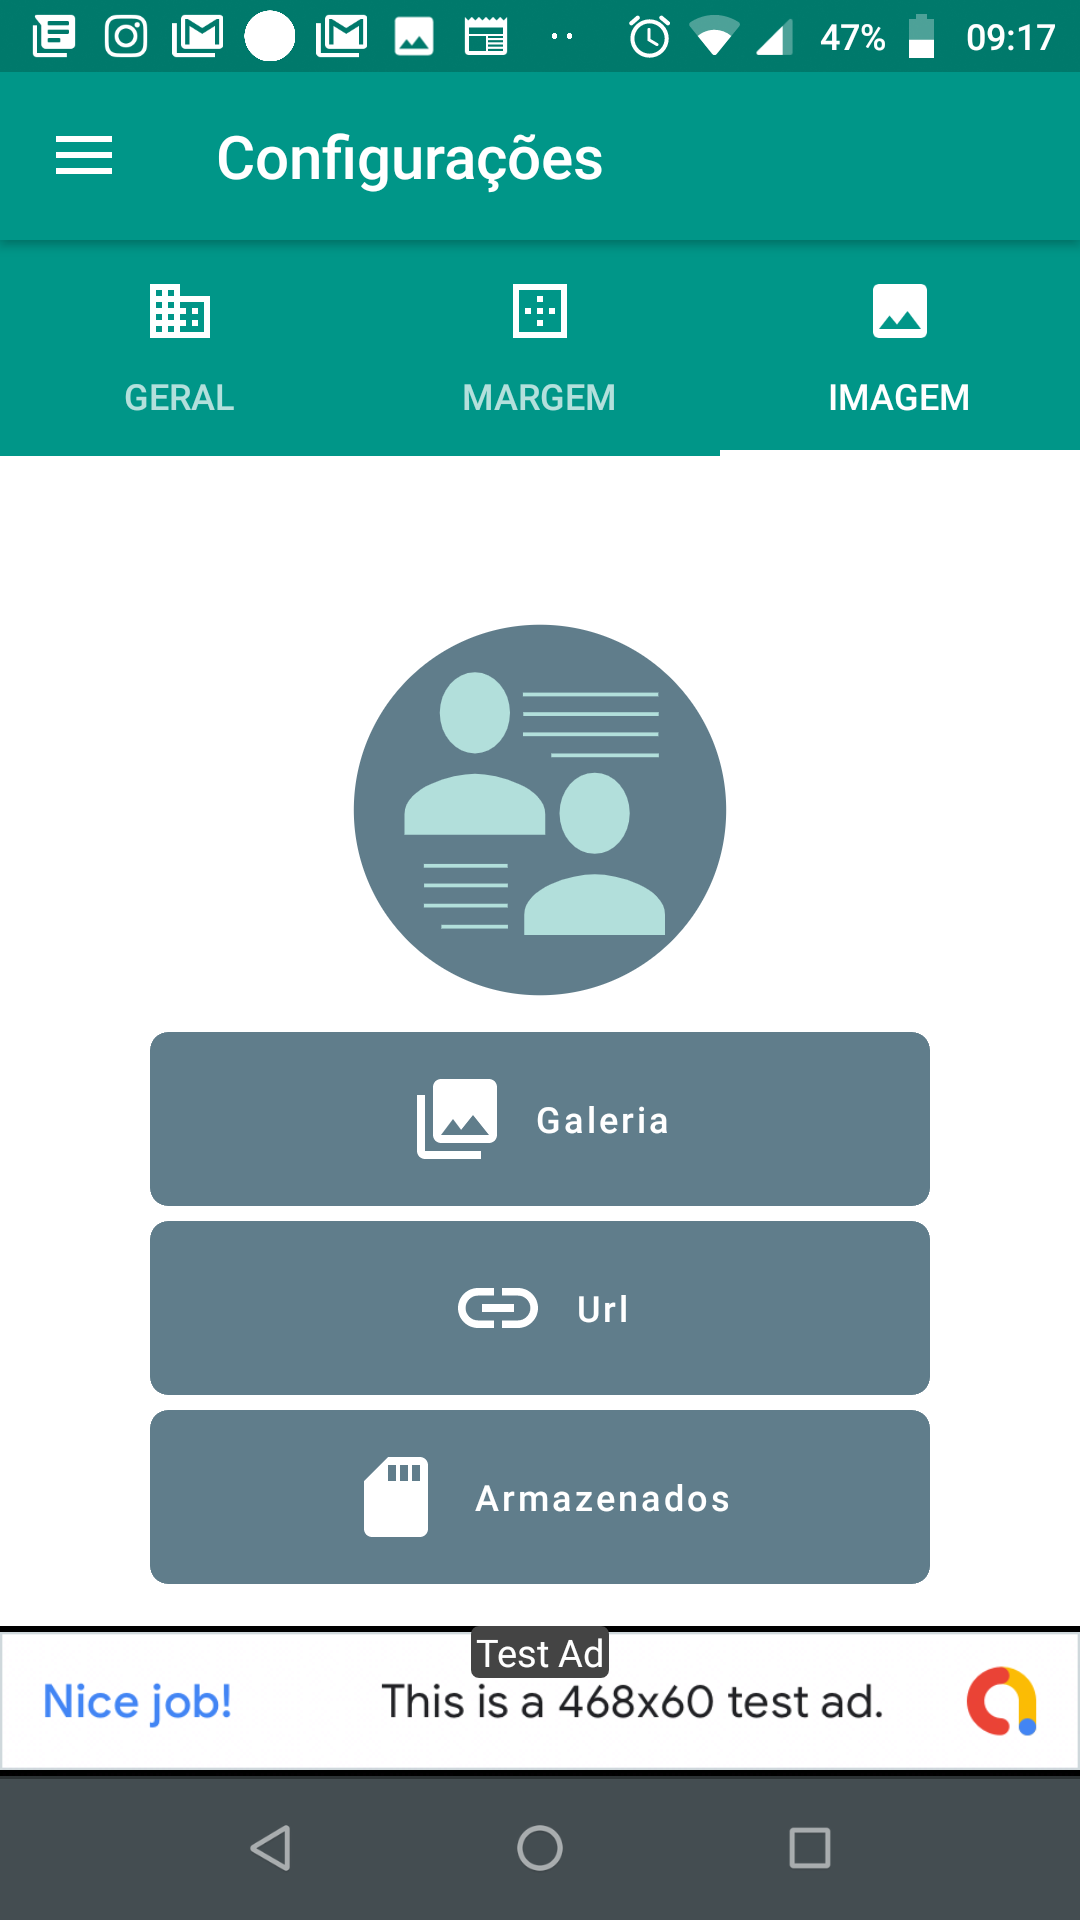 47% 09:17
Configurações
GERAL MARGEM IMAGEM
Galeria
Url
Armazenados
Test Ad
Nice job! This is a 468x60 test ad.